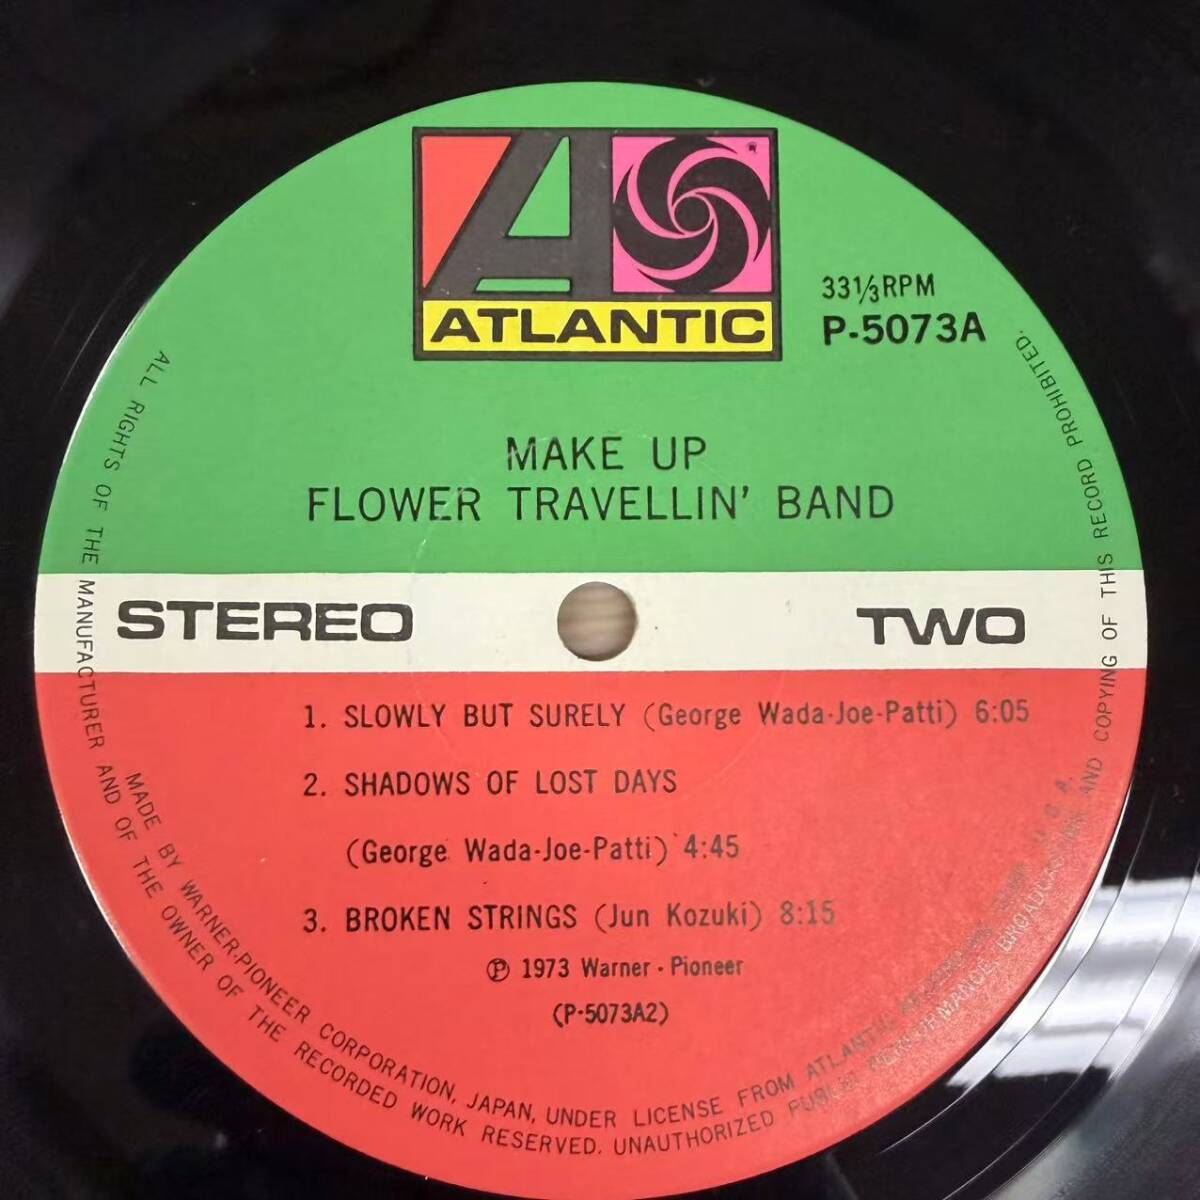 ATLANTIC
33⅓RPM
P-5073A
MAKE UP
FLOWER TRAVELLIN' BAND
STEREO
TWO
1. SLOWLY BUT SURELY (George Wada-Joe-Patti) 6:05
2. SHADOWS OF LOST DAYS
(George Wada-Joe-Patti) 4:45
3. BROKEN STRINGS (Jun Kozuki) 8:15
Ⓟ 1973 Warner・Pioneer
(P-5073A2)
MADE BY WARNER-PIONEER CORPORATION, JAPAN, UNDER LICENSE FROM ATLANTIC U.S.A.
ALL RIGHTS OF THE MANUFACTURER AND OF THE OWNER OF THE RECORDED WORK RESERVED. UNAUTHORIZED PUBLIC PERFORMANCE, BROADCASTING AND COPYING OF THIS RECORD PROHIBITED.